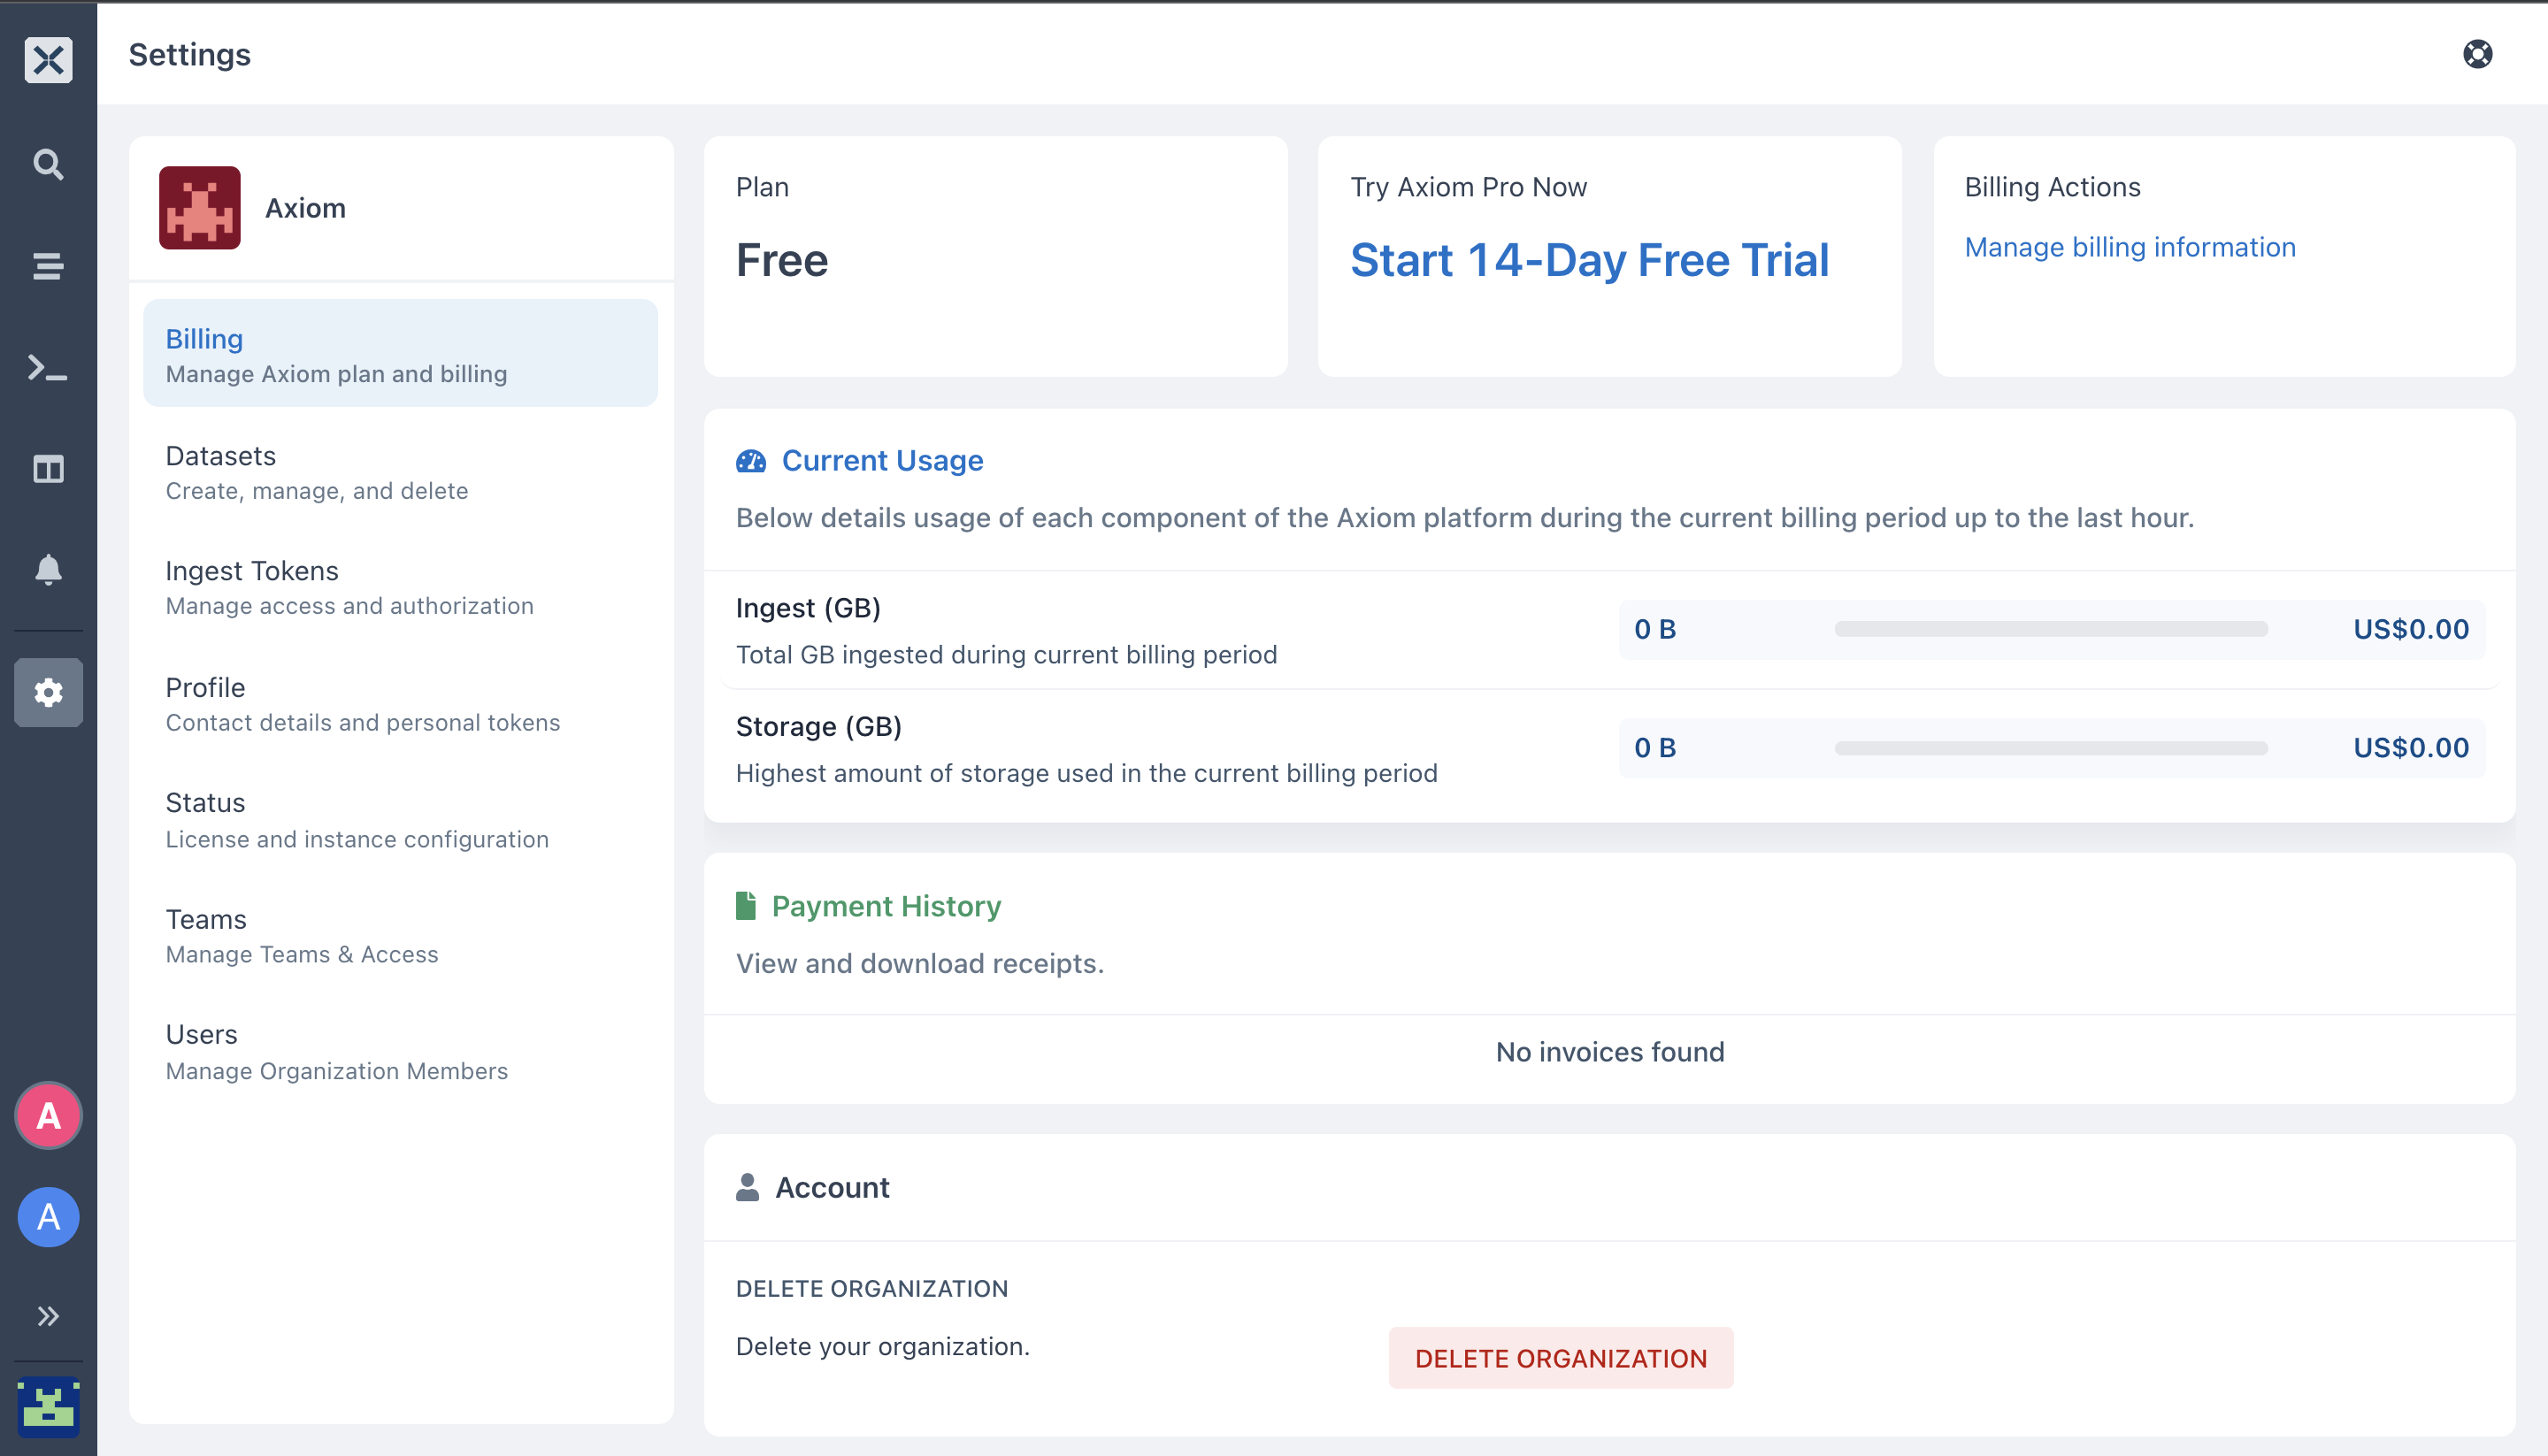 Settings
Axiom
Billing
Manage Axiom plan and billing
Datasets
Create, manage, and delete
Ingest Tokens
Manage access and authorization
Profile
Contact details and personal tokens
Status
License and instance configuration
Teams
Manage Teams & Access
Users
Manage Organization Members
A
A
Plan
Free
Try Axiom Pro Now
Start 14-Day Free Trial
Billing Actions
Manage billing information
Current Usage
Below details usage of each component of the Axiom platform during the current billing period up to the last hour.
Ingest (GB)
Total GB ingested during current billing period
0 B
US$0.00
Storage (GB)
Highest amount of storage used in the current billing period
0 B
US$0.00
Payment History
View and download receipts.
No invoices found
Account
DELETE ORGANIZATION
Delete your organization.
DELETE ORGANIZATION